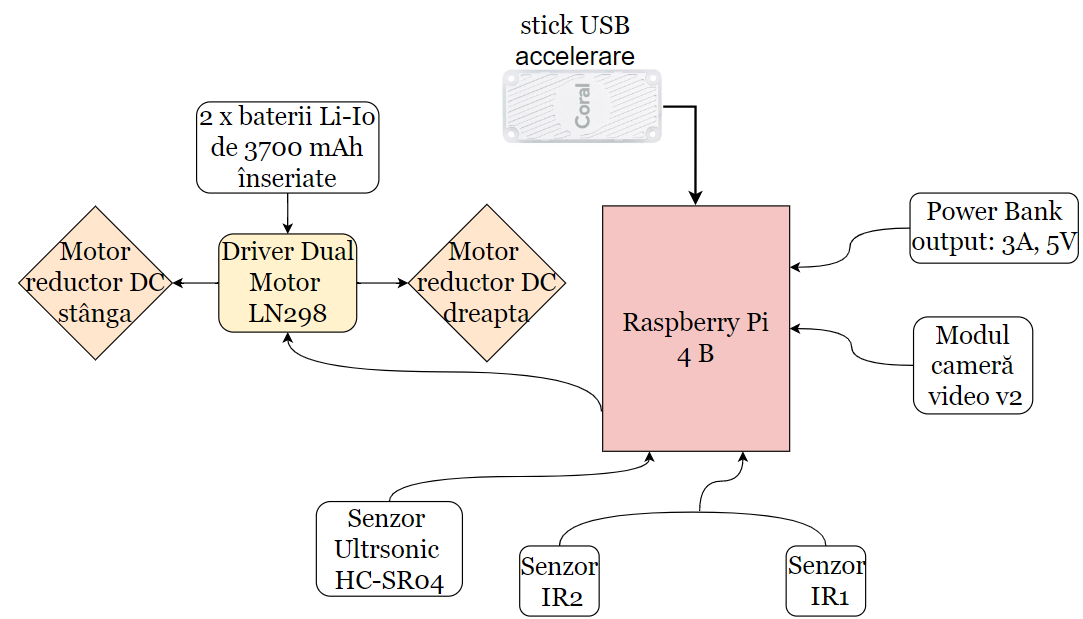 stick USB
accelerare
Coral
2 x baterii Li-Io
de 3700 mAh
înseriate
Motor
reductor DC
stânga
Driver Dual
Motor
LN298
Motor
reductor DC
dreapta
Raspberry Pi
4 B
Power Bank
output: 3A, 5V
Modul
cameră
video v2
Senzor
Ultrsonic
HC-SR04
Senzor
IR2
Senzor
IR1